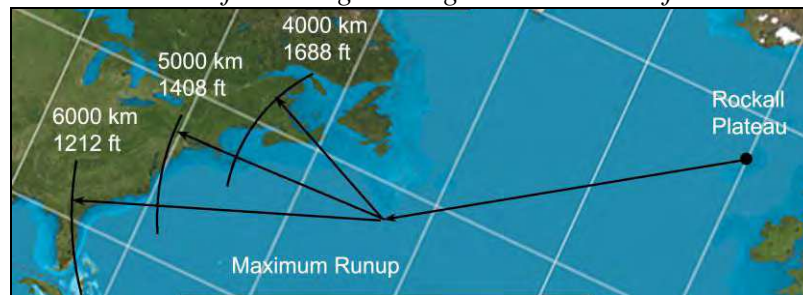 4000 km
1688 ft
5000 km
1408 ft
6000 km
1212 ft
Rockall
Plateau
Maximum Runup